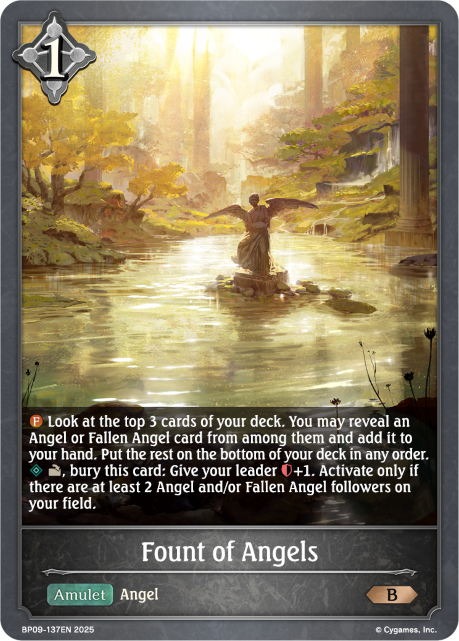 1
F Look at the top 3 cards of your deck. You may reveal an
Angel or Fallen Angel card from among them and add it to
your hand. Put the rest on the bottom of your deck in any order.
, bury this card: Give your leader +1. Activate only if
there are at least 2 Angel and/or Fallen Angel followers on
your field.
Fount of Angels
Amulet Angel
B
BP09-137EN 2025
© Cygames, Inc.